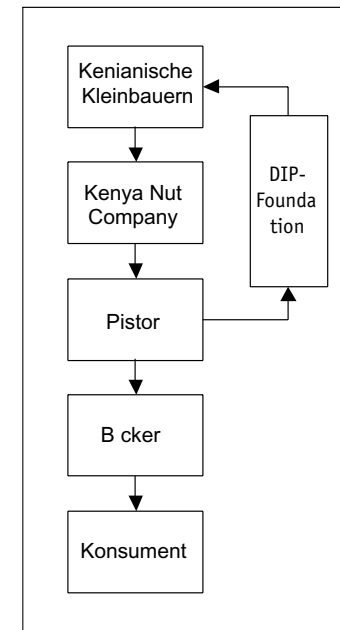 Kenianische
Kleinbauern
Kenya Nut
Company
DIP-
Founda
tion
Pistor
B cker
Konsument